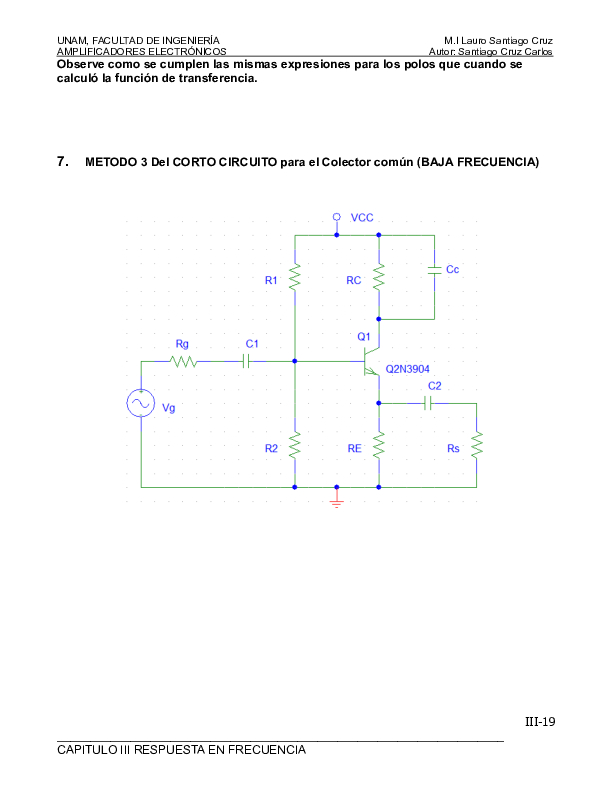 UNAM, FACULTAD DE INGENIERÍA M.I Lauro Santiago Cruz
AMPLIFICADORES ELECTRÓNICOS Autor: Santiago Cruz Carlos
Observe como se cumplen las mismas expresiones para los polos que cuando se
calculó la función de transferencia.
7. METODO 3 Del CORTO CIRCUITO para el Colector común (BAJA FRECUENCIA)
VCC
R1 RC Cc
Q1
Rg C1
Q2N3904
C2
Vg
R2 RE Rs
III-19
CAPITULO III RESPUESTA EN FRECUENCIA